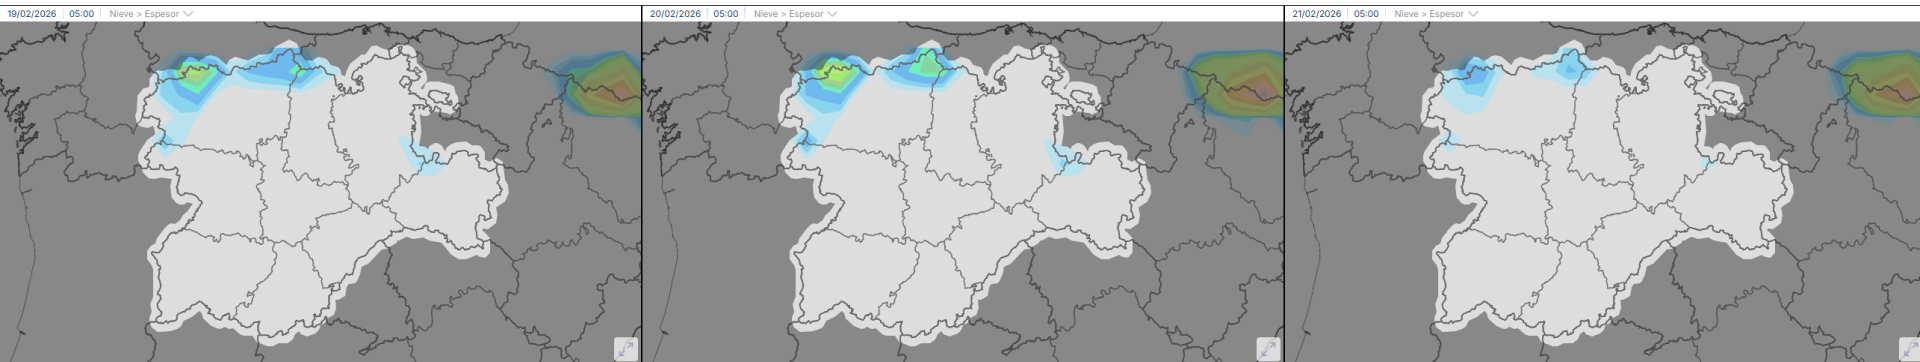 19/02/2026 05:00 Nieve > Espesor
20/02/2026 05:00 Nieve > Espesor
21/02/2026 05:00 Nieve > Espesor